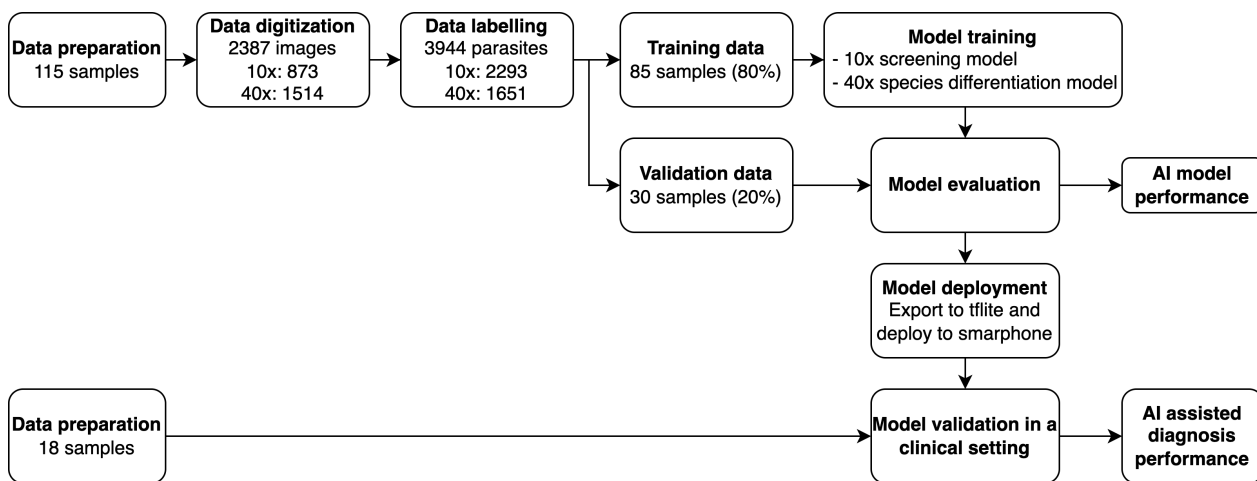 Data preparation
115 samples
Data digitization
2387 images
10x: 873
40x: 1514
Data labelling
3944 parasites
10x: 2293
40x: 1651
Training data
85 samples (80%)
Model training
- 10x screening model
- 40x species differentiation model
Validation data
30 samples (20%)
Model evaluation
AI model
performance
Model deployment
Export to tflite and
deploy to smarphone
Data preparation
18 samples
Model validation in a
clinical setting
AI assisted
diagnosis
performance